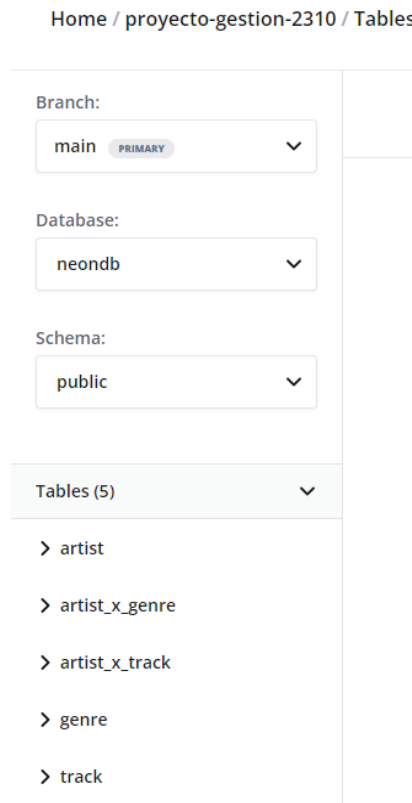 Home / proyecto-gestion-2310 / Tables
Branch:
main PRIMARY
Database:
neondb
Schema:
public
Tables (5)
artist
artist_x_genre
artist_x_track
genre
track